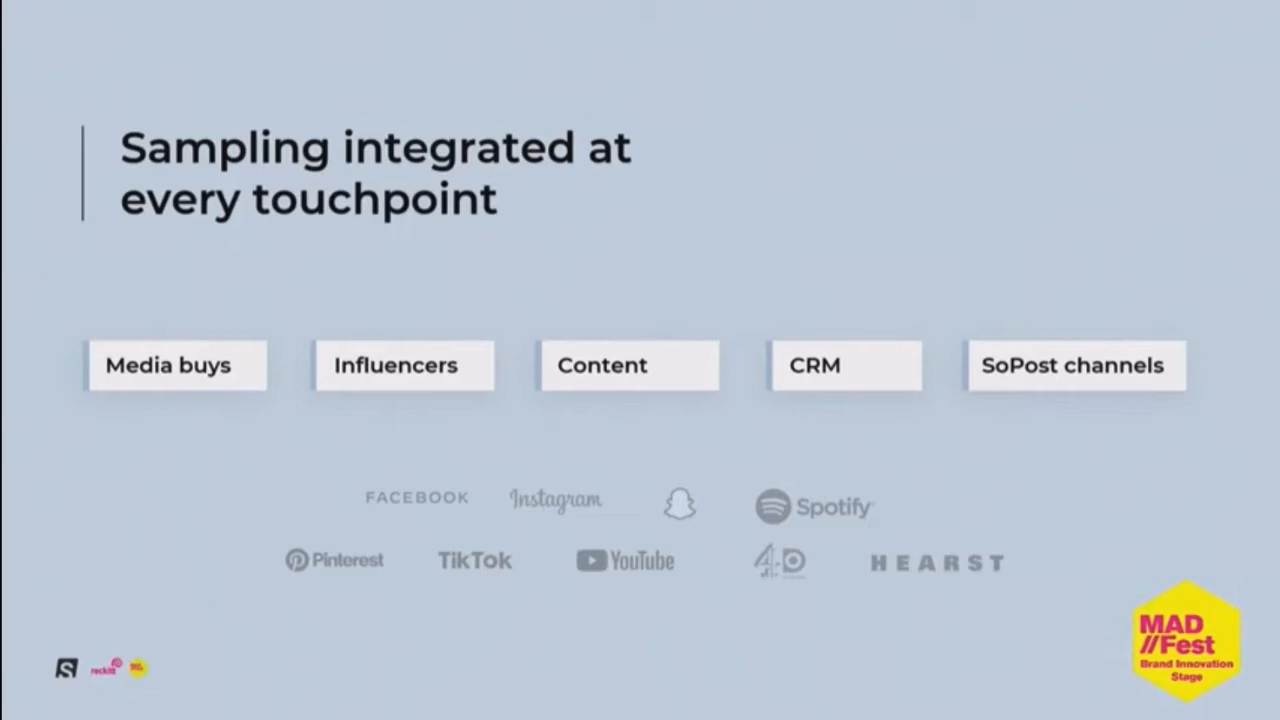 Sampling integrated at
every touchpoint
Media buys
Influencers
Content
CRM
SoPost channels
FACEBOOK
Instagram
Spotify
Pinterest
TikTok
YouTube
4oD
HEARST
S
reckitt
MAD
//Fest
Brand Innovation
Stage